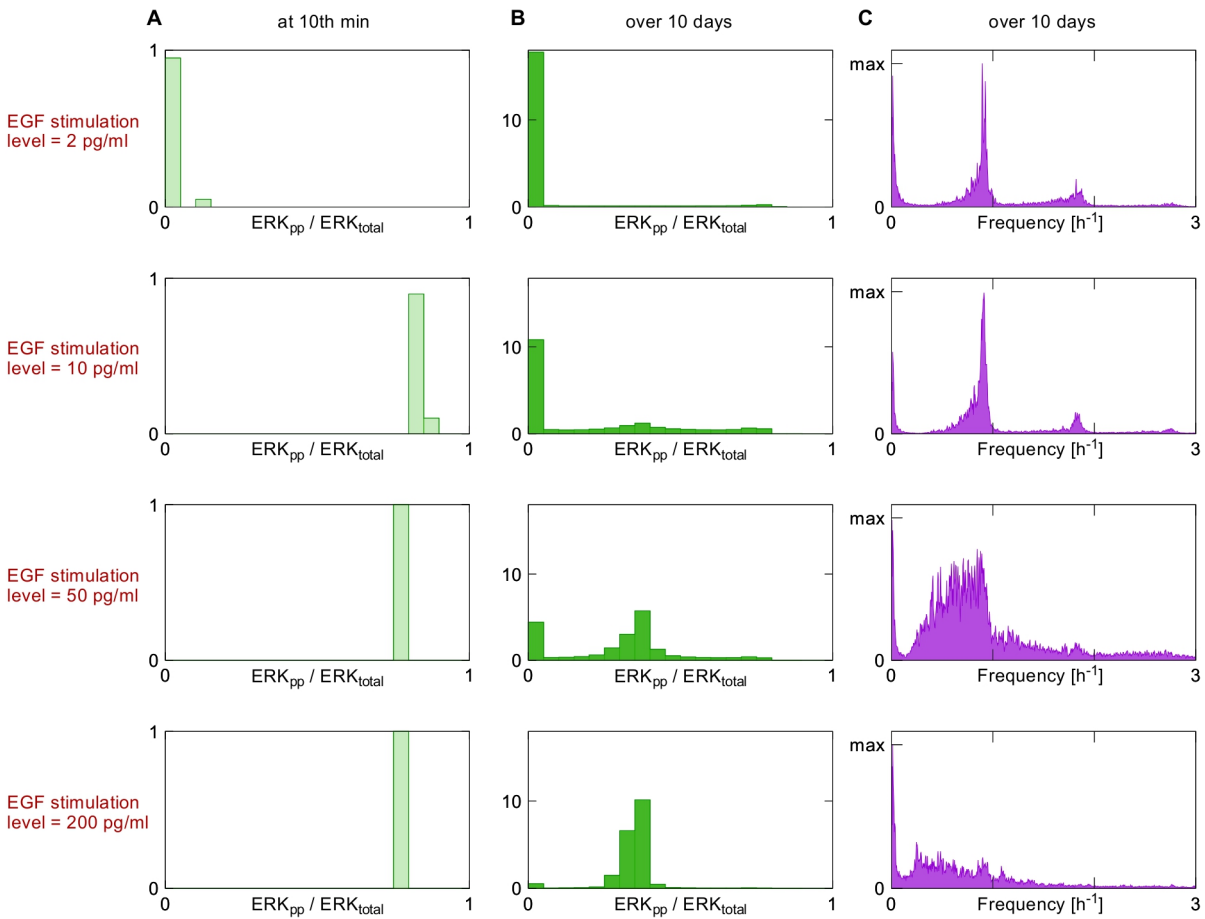 A at 10th min B over 10 days C over 10 days
EGF stimulation
level = 2 pg/ml
1
0
0 ERKpp / ERKtotal 1
10
0
0 ERKpp / ERKtotal 1
max
0
0 Frequency [h-1] 3
EGF stimulation
level = 10 pg/ml
1
0
0 ERKpp / ERKtotal 1
10
0
0 ERKpp / ERKtotal 1
max
0
0 Frequency [h-1] 3
EGF stimulation
level = 50 pg/ml
1
0
0 ERKpp / ERKtotal 1
10
0
0 ERKpp / ERKtotal 1
max
0
0 Frequency [h-1] 3
EGF stimulation
level = 200 pg/ml
1
0
0 ERKpp / ERKtotal 1
10
0
0 ERKpp / ERKtotal 1
max
0
0 Frequency [h-1] 3